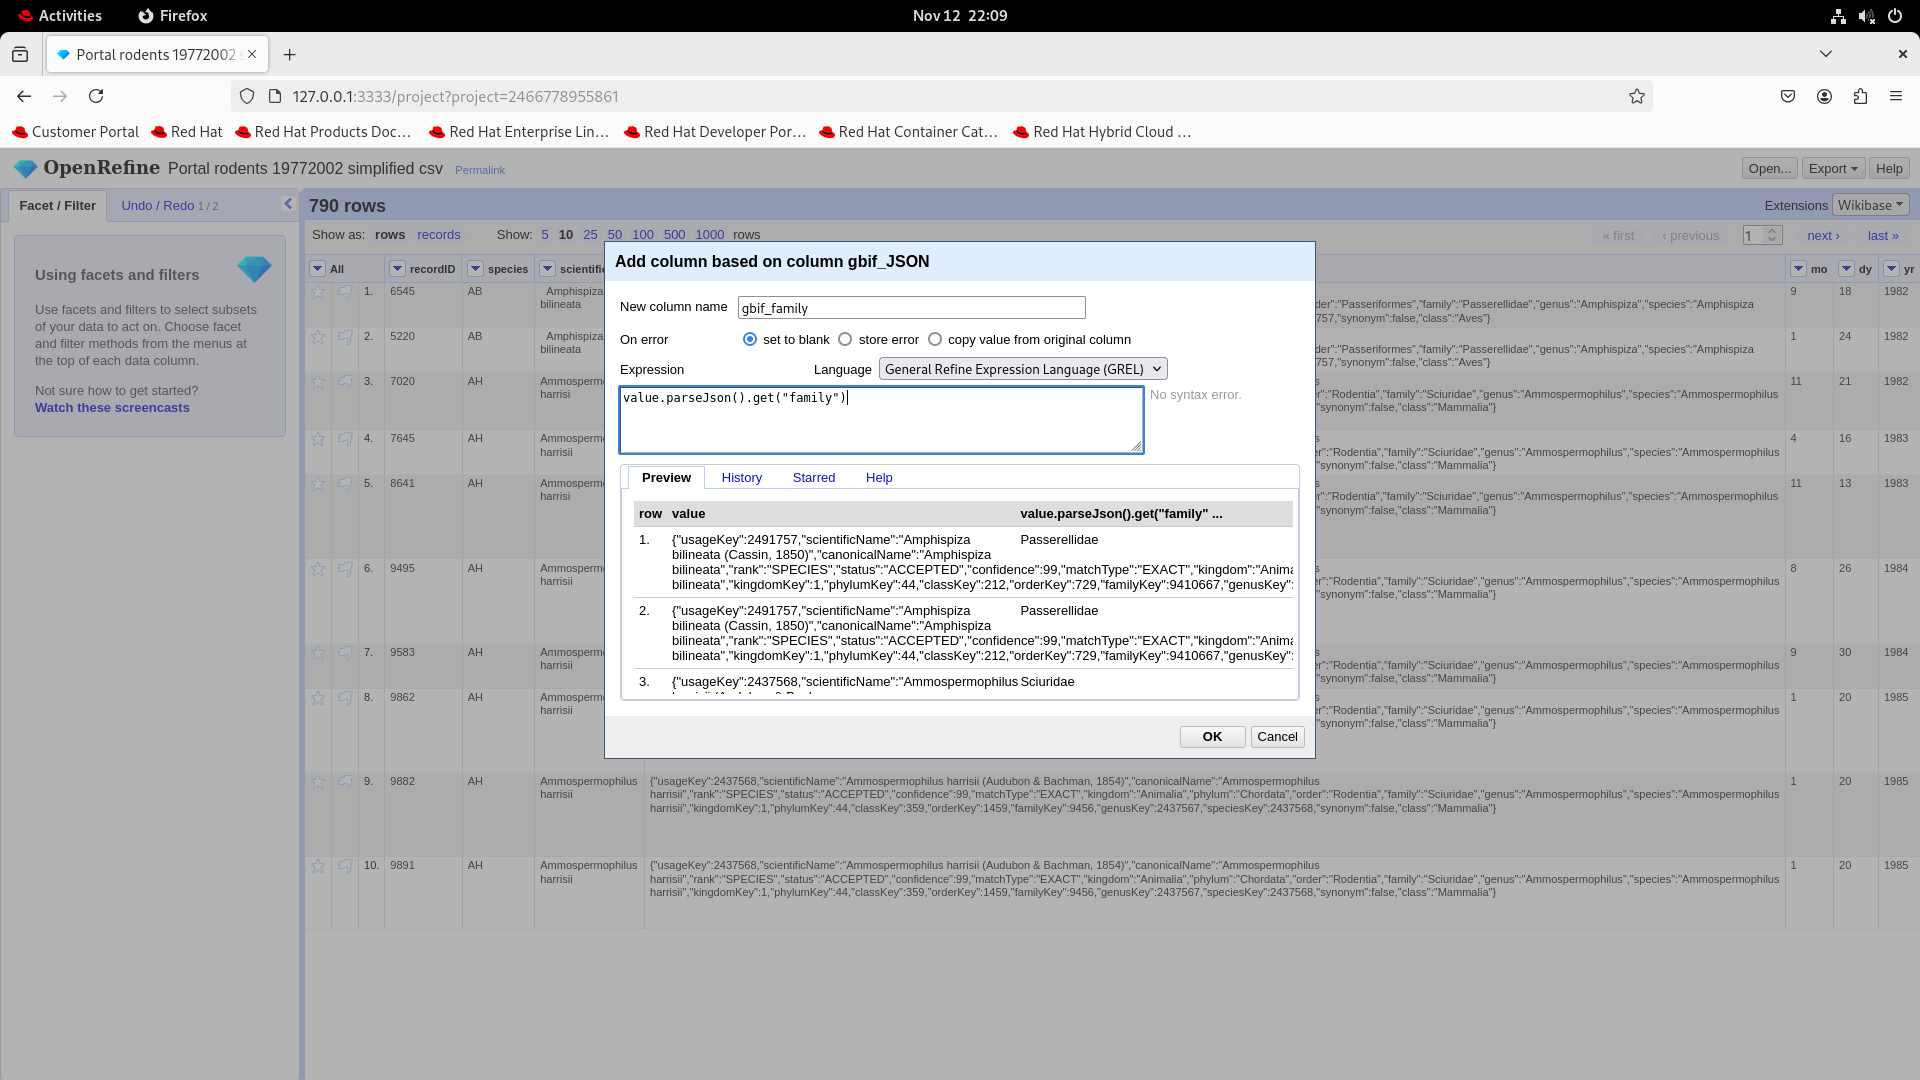 Activities Firefox Nov 12 22:09
Portal rodents 19772002
127.0.0.1:3333/project?project=2466778955861
Customer Portal Red Hat Red Hat Products Doc… Red Hat Enterprise Lin… Red Hat Developer Por… Red Hat Container Cat… Red Hat Hybrid Cloud …
OpenRefine Portal rodents 19772002 simplified csv Permalink Open... Export Help
Facet / Filter Undo / Redo 1 / 2 790 rows Extensions Wikibase
Show as: rows records Show: 5 10 25 50 100 500 1000 rows « first ‹ previous 1 next › last »
Using facets and filters
Use facets and filters to select subsets
of your data to act on. Choose facet
and filter methods from the menus at
the top of each data column.
Not sure how to get started?
Watch these screencasts
All recordID species scientific mo dy yr
1. 6545 AB Amphispiza 9 18 1982
bilineata der":"Passeriformes","family":"Passerellidae","genus":"Amphispiza","species":"Amphispiza
757,"synonym":false,"class":"Aves"}
2. 5220 AB Amphispiza 1 24 1982
bilineata der":"Passeriformes","family":"Passerellidae","genus":"Amphispiza","species":"Amphispiza
757,"synonym":false,"class":"Aves"}
3. 7020 AH Ammosperm s 11 21 1982
harrisi r":"Rodentia","family":"Sciuridae","genus":"Ammospermophilus","species":"Ammospermophilus
"synonym":false,"class":"Mammalia"}
4. 7645 AH Ammosperm s 4 16 1983
harrisii r":"Rodentia","family":"Sciuridae","genus":"Ammospermophilus","species":"Ammospermophilus
"synonym":false,"class":"Mammalia"}
5. 8641 AH Ammosperm s 11 13 1983
harrisi r":"Rodentia","family":"Sciuridae","genus":"Ammospermophilus","species":"Ammospermophilus
"synonym":false,"class":"Mammalia"}
6. 9495 AH Ammosperm s 8 26 1984
harrisii r":"Rodentia","family":"Sciuridae","genus":"Ammospermophilus","species":"Ammospermophilus
"synonym":false,"class":"Mammalia"}
7. 9583 AH Ammosperm s 9 30 1984
harrisii r":"Rodentia","family":"Sciuridae","genus":"Ammospermophilus","species":"Ammospermophilus
"synonym":false,"class":"Mammalia"}
8. 9862 AH Ammosperm s 1 20 1985
harrisii r":"Rodentia","family":"Sciuridae","genus":"Ammospermophilus","species":"Ammospermophilus
"synonym":false,"class":"Mammalia"}
9. 9882 AH Ammospermophilus {"usageKey":2437568,"scientificName":"Ammospermophilus harrisii (Audubon & Bachman, 1854)","canonicalName":"Ammospermophilus 1 20 1985
harrisii harrisii","rank":"SPECIES","status":"ACCEPTED","confidence":99,"matchType":"EXACT","kingdom":"Animalia","phylum":"Chordata","order":"Rodentia","family":"Sciuridae","genus":"Ammospermophilus","species":"Ammospermophilus
harrisii","kingdomKey":1,"phylumKey":44,"classKey":359,"orderKey":1459,"familyKey":9456,"genusKey":2437567,"speciesKey":2437568,"synonym":false,"class":"Mammalia"}
10. 9891 AH Ammospermophilus {"usageKey":2437568,"scientificName":"Ammospermophilus harrisii (Audubon & Bachman, 1854)","canonicalName":"Ammospermophilus 1 20 1985
harrisii harrisii","rank":"SPECIES","status":"ACCEPTED","confidence":99,"matchType":"EXACT","kingdom":"Animalia","phylum":"Chordata","order":"Rodentia","family":"Sciuridae","genus":"Ammospermophilus","species":"Ammospermophilus
harrisii","kingdomKey":1,"phylumKey":44,"classKey":359,"orderKey":1459,"familyKey":9456,"genusKey":2437567,"speciesKey":2437568,"synonym":false,"class":"Mammalia"}
Add column based on column gbif_JSON
New column name gbif_family
On error set to blank store error copy value from original column
Expression Language General Refine Expression Language (GREL)
value.parseJson().get("family") No syntax error.
Preview History Starred Help
row value value.parseJson().get("family" ...
1. {"usageKey":2491757,"scientificName":"Amphispiza Passerellidae
bilineata (Cassin, 1850)","canonicalName":"Amphispiza
bilineata","rank":"SPECIES","status":"ACCEPTED","confidence":99,"matchType":"EXACT","kingdom":"Anima
bilineata","kingdomKey":1,"phylumKey":44,"classKey":212,"orderKey":729,"familyKey":9410667,"genusKey":
2. {"usageKey":2491757,"scientificName":"Amphispiza Passerellidae
bilineata (Cassin, 1850)","canonicalName":"Amphispiza
bilineata","rank":"SPECIES","status":"ACCEPTED","confidence":99,"matchType":"EXACT","kingdom":"Anima
bilineata","kingdomKey":1,"phylumKey":44,"classKey":212,"orderKey":729,"familyKey":9410667,"genusKey":
3. {"usageKey":2437568,"scientificName":"Ammospermophilus Sciuridae
OK Cancel